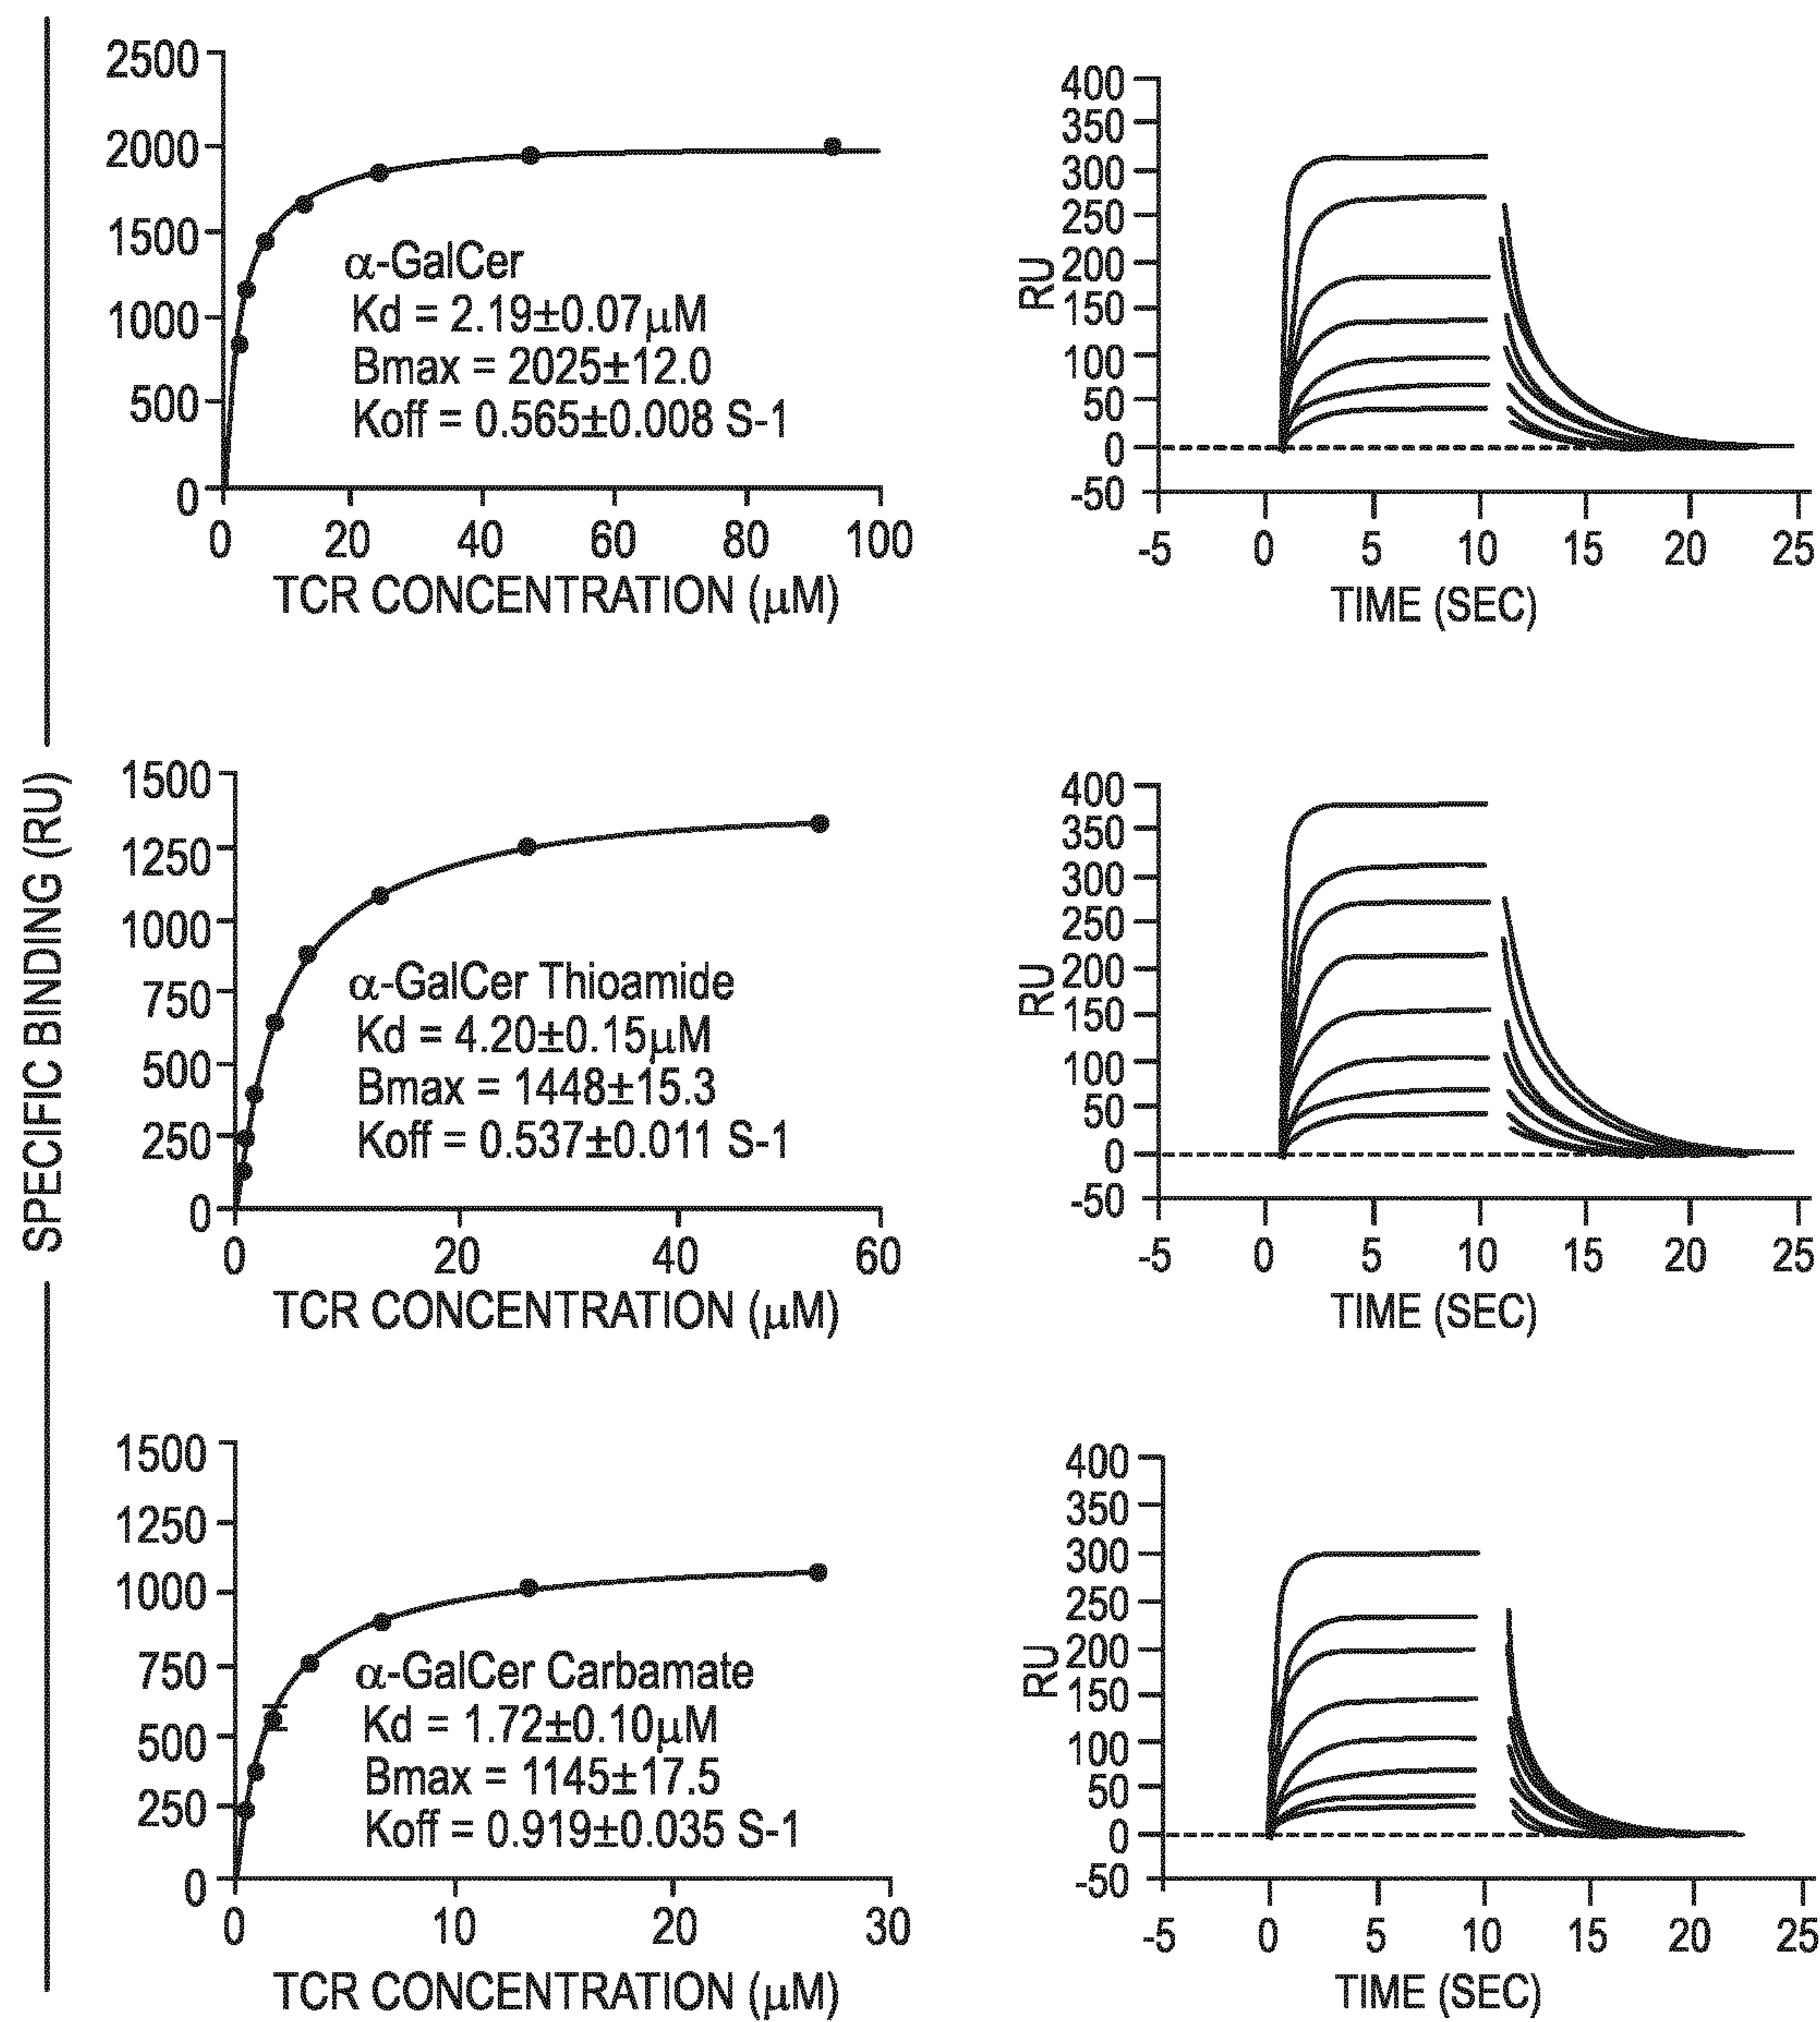 SPECIFIC BINDING (RU)
2500
2000
1500
1000
500
0
α-GalCer
Kd = 2.19±0.07μM
Bmax = 2025±12.0
Koff = 0.565±0.008 S-1
0 20 40 60 80 100
TCR CONCENTRATION (μM)
400
350
300
250
200
150
100
50
0
-50
RU
-5 0 5 10 15 20 25
TIME (SEC)
1500
1250
1000
750
500
250
0
α-GalCer Thioamide
Kd = 4.20±0.15μM
Bmax = 1448±15.3
Koff = 0.537±0.011 S-1
0 20 40 60
TCR CONCENTRATION (μM)
400
350
300
250
200
150
100
50
0
-50
RU
-5 0 5 10 15 20 25
TIME (SEC)
1500
1250
1000
750
500
250
0
α-GalCer Carbamate
Kd = 1.72±0.10μM
Bmax = 1145±17.5
Koff = 0.919±0.035 S-1
0 10 20 30
TCR CONCENTRATION (μM)
400
350
300
250
200
150
100
50
0
-50
RU
-5 0 5 10 15 20 25
TIME (SEC)